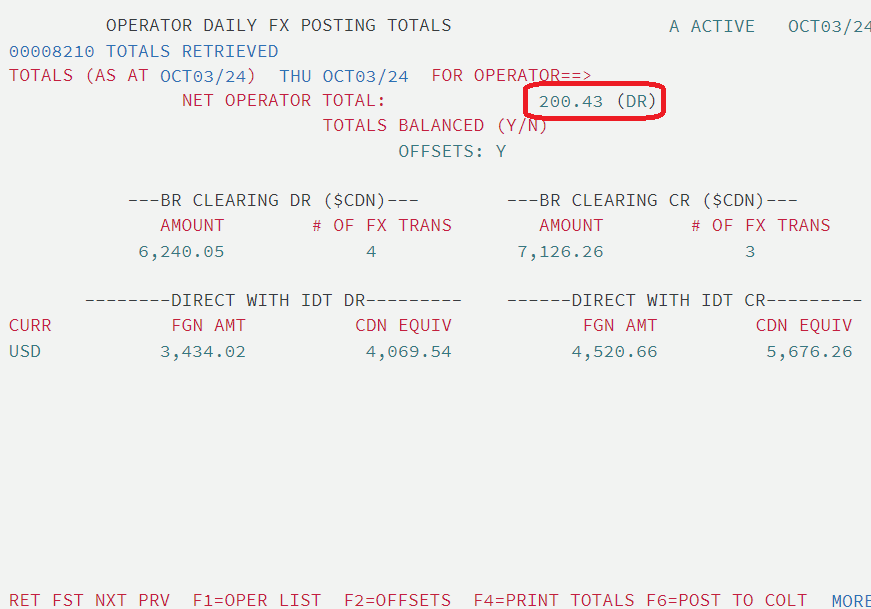 OPERATOR DAILY FX POSTING TOTALS A ACTIVE OCT03/24
00008210 TOTALS RETRIEVED
TOTALS (AS AT OCT03/24) THU OCT03/24 FOR OPERATOR==>
NET OPERATOR TOTAL: 200.43 (DR)
TOTALS BALANCED (Y/N)
OFFSETS: Y
---BR CLEARING DR ($CDN)--- ---BR CLEARING CR ($CDN)---
AMOUNT # OF FX TRANS AMOUNT # OF FX TRANS
6,240.05 4 7,126.26 3
--------DIRECT WITH IDT DR--------- ------DIRECT WITH IDT CR---------
CURR FGN AMT CDN EQUIV FGN AMT CDN EQUIV
USD 3,434.02 4,069.54 4,520.66 5,676.26
RET FST NXT PRV F1=OPER LIST F2=OFFSETS F4=PRINT TOTALS F6=POST TO COLT MORE